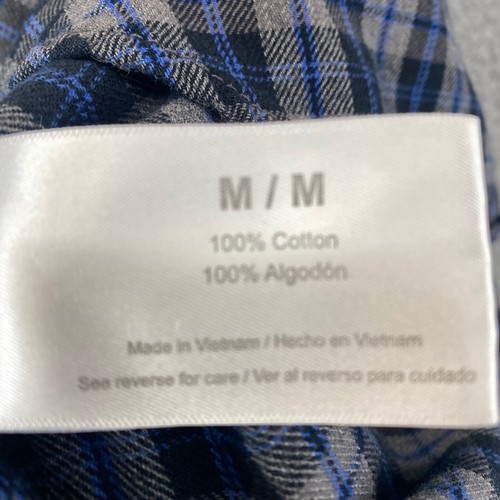 M / M
100% Cotton
100% Algodón
Made in Vietnam / Hecho en Vietnam
See reverse for care / Ver al reverso para cuidado